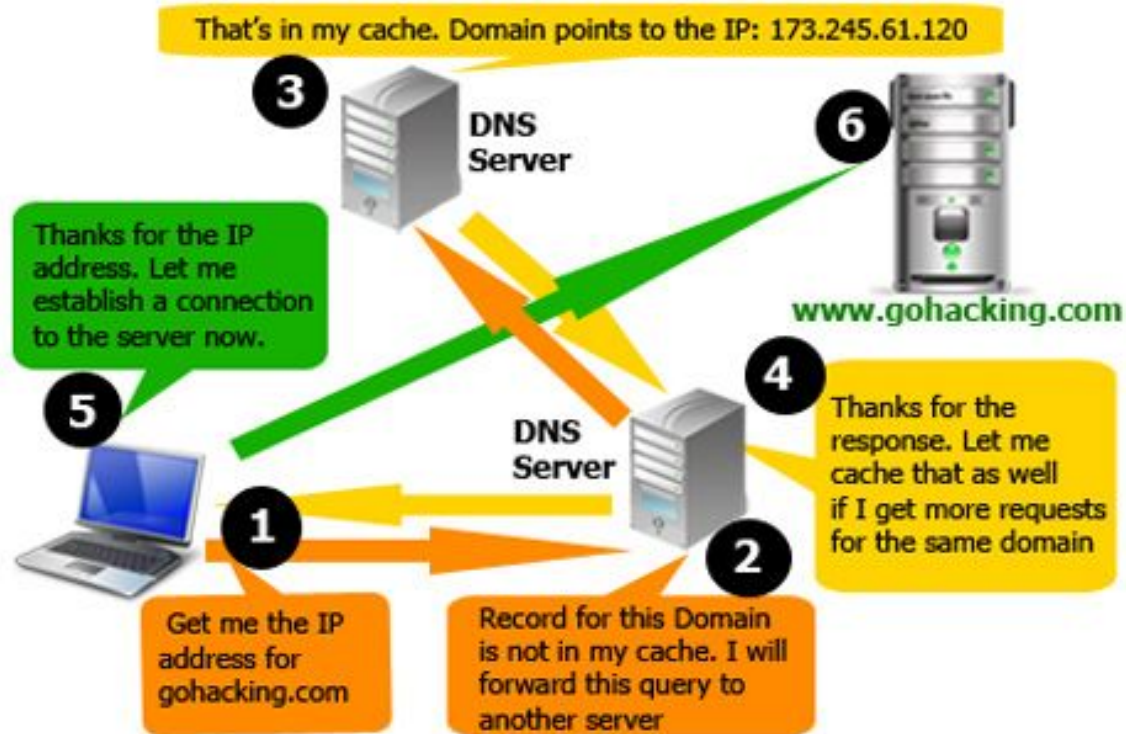 That's in my cache. Domain points to the IP: 173.245.61.120
3
DNS
Server
6
www.gohacking.com
Thanks for the IP
address. Let me
establish a connection
to the server now.
5
4
Thanks for the
response. Let me
cache that as well
if I get more requests
for the same domain
DNS
Server
1
2
Get me the IP
address for
gohacking.com
Record for this Domain
is not in my cache. I will
forward this query to
another server